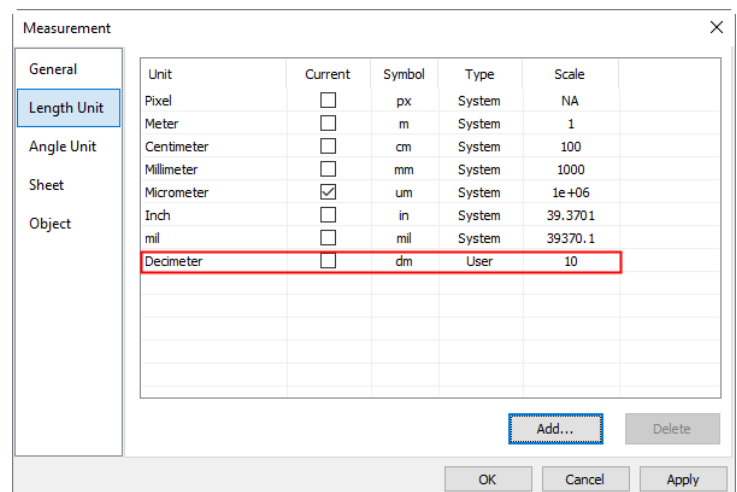 Measurement
General
Length Unit
Angle Unit
Sheet
Object
Unit Current Symbol Type Scale
Pixel px System NA
Meter m System 1
Centimeter cm System 100
Millimeter mm System 1000
Micrometer um System 1e+06
Inch in System 39.3701
mil mil System 39370.1
Decimeter dm User 10
Add... Delete
OK Cancel Apply